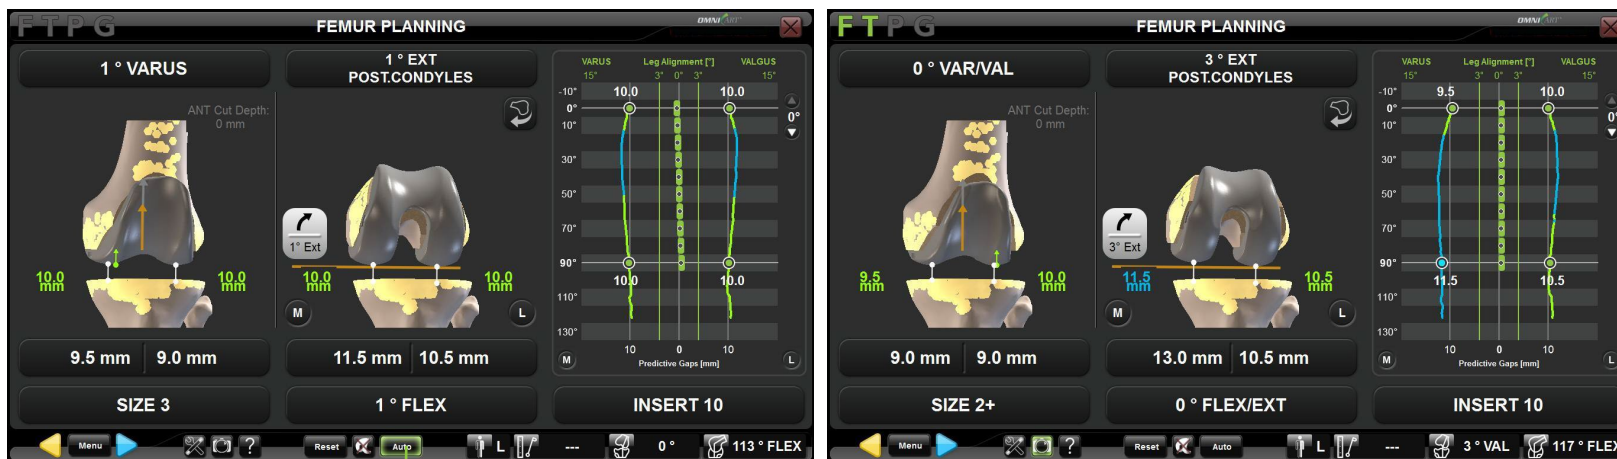 FTPG
FEMUR PLANNING
OMNI
1 ° VARUS
1 ° EXT
POST.CONDYLES
VARUS Leg Alignment [°] VALGUS
15° 3° 0° 3° 15°
ANT Cut Depth:
0 mm
-10°
10.0 10.0
0°
0°
10°
30°
50°
70°
90°
110°
130°
1° Ext
10.0
mm
10.0
mm
10.0
mm
10.0
mm
10.0 10.0
M L
10 0 10
Predictive Gaps [mm]
M L
9.5 mm 9.0 mm
11.5 mm 10.5 mm
SIZE 3
1 ° FLEX
INSERT 10
Menu ? Reset Auto L --- 0 ° 113 ° FLEX
FTPG
FEMUR PLANNING
OMNI
0 ° VAR/VAL
3 ° EXT
POST.CONDYLES
VARUS Leg Alignment [°] VALGUS
15° 3° 0° 3° 15°
ANT Cut Depth:
0 mm
-10°
9.5 10.0
0°
0°
10°
30°
50°
70°
90°
110°
130°
3° Ext
9.5
mm
10.0
mm
11.5
mm
10.5
mm
11.5 10.5
M L
10 0 10
Predictive Gaps [mm]
M L
9.0 mm 9.0 mm
13.0 mm 10.5 mm
SIZE 2+
0 ° FLEX/EXT
INSERT 10
Menu ? Reset Auto L --- 3 ° VAL 117 ° FLEX